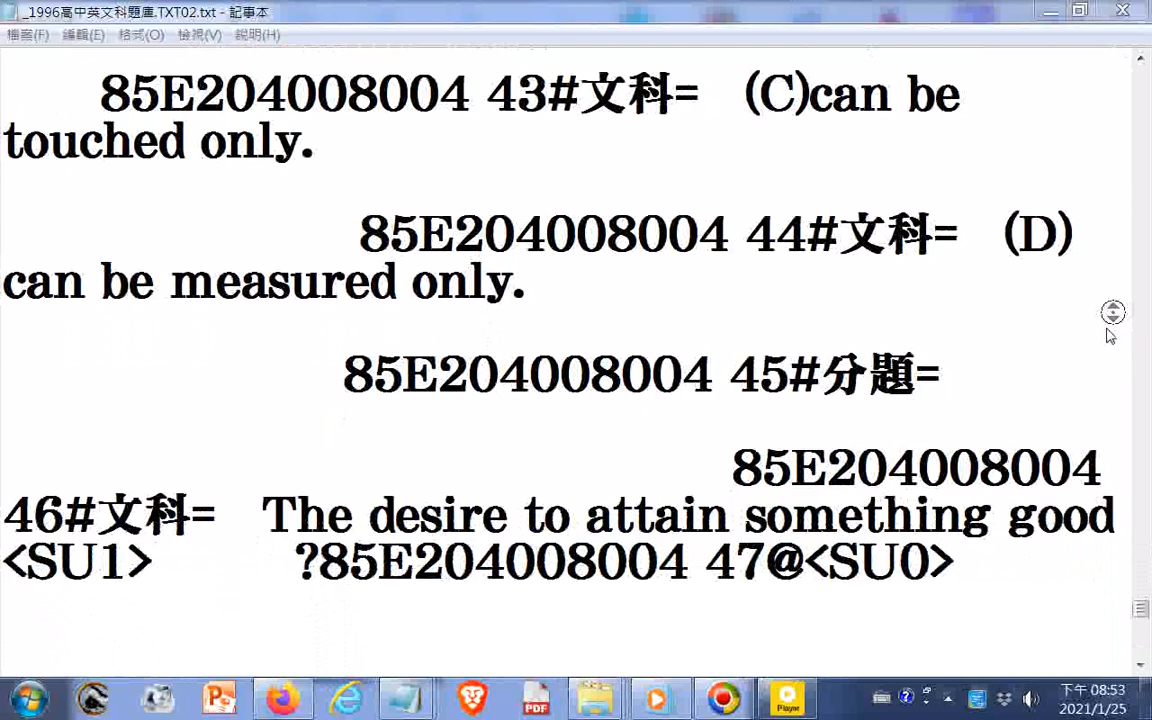 _1996高中英文科題庫.TXT02.txt - 記事本
檔案(F) 編輯(E) 格式(O) 檢視(V) 說明(H)
85E204008004 43#文科= (C)can be
touched only.
85E204008004 44#文科= (D)
can be measured only.
85E204008004 45#分題=
85E204008004
46#文科= The desire to attain something good
<SU1> ?85E204008004 47@<SU0>
PDF
Player
下午 08:53
2021/1/25